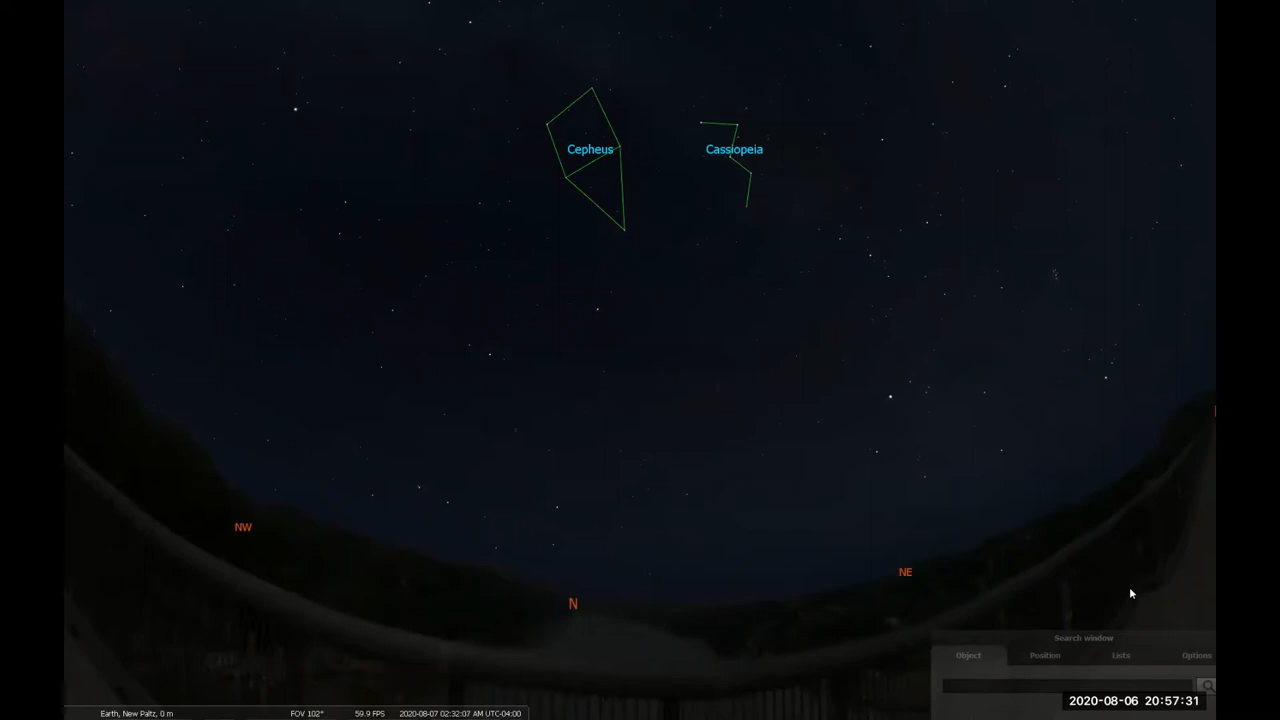 Cepheus
Cassiopeia
NW
NE
N
Search window
Object Position Lists Options
2020-08-06 20:57:31
Earth, New Paltz, 0 m FOV 102° 59.9 FPS 2020-08-07 02:32:07 AM UTC-04:00